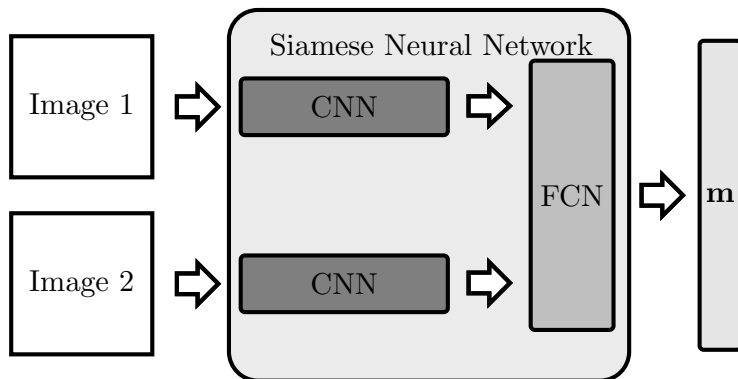 Siamese Neural Network
Image 1
CNN
FCN
m
Image 2
CNN